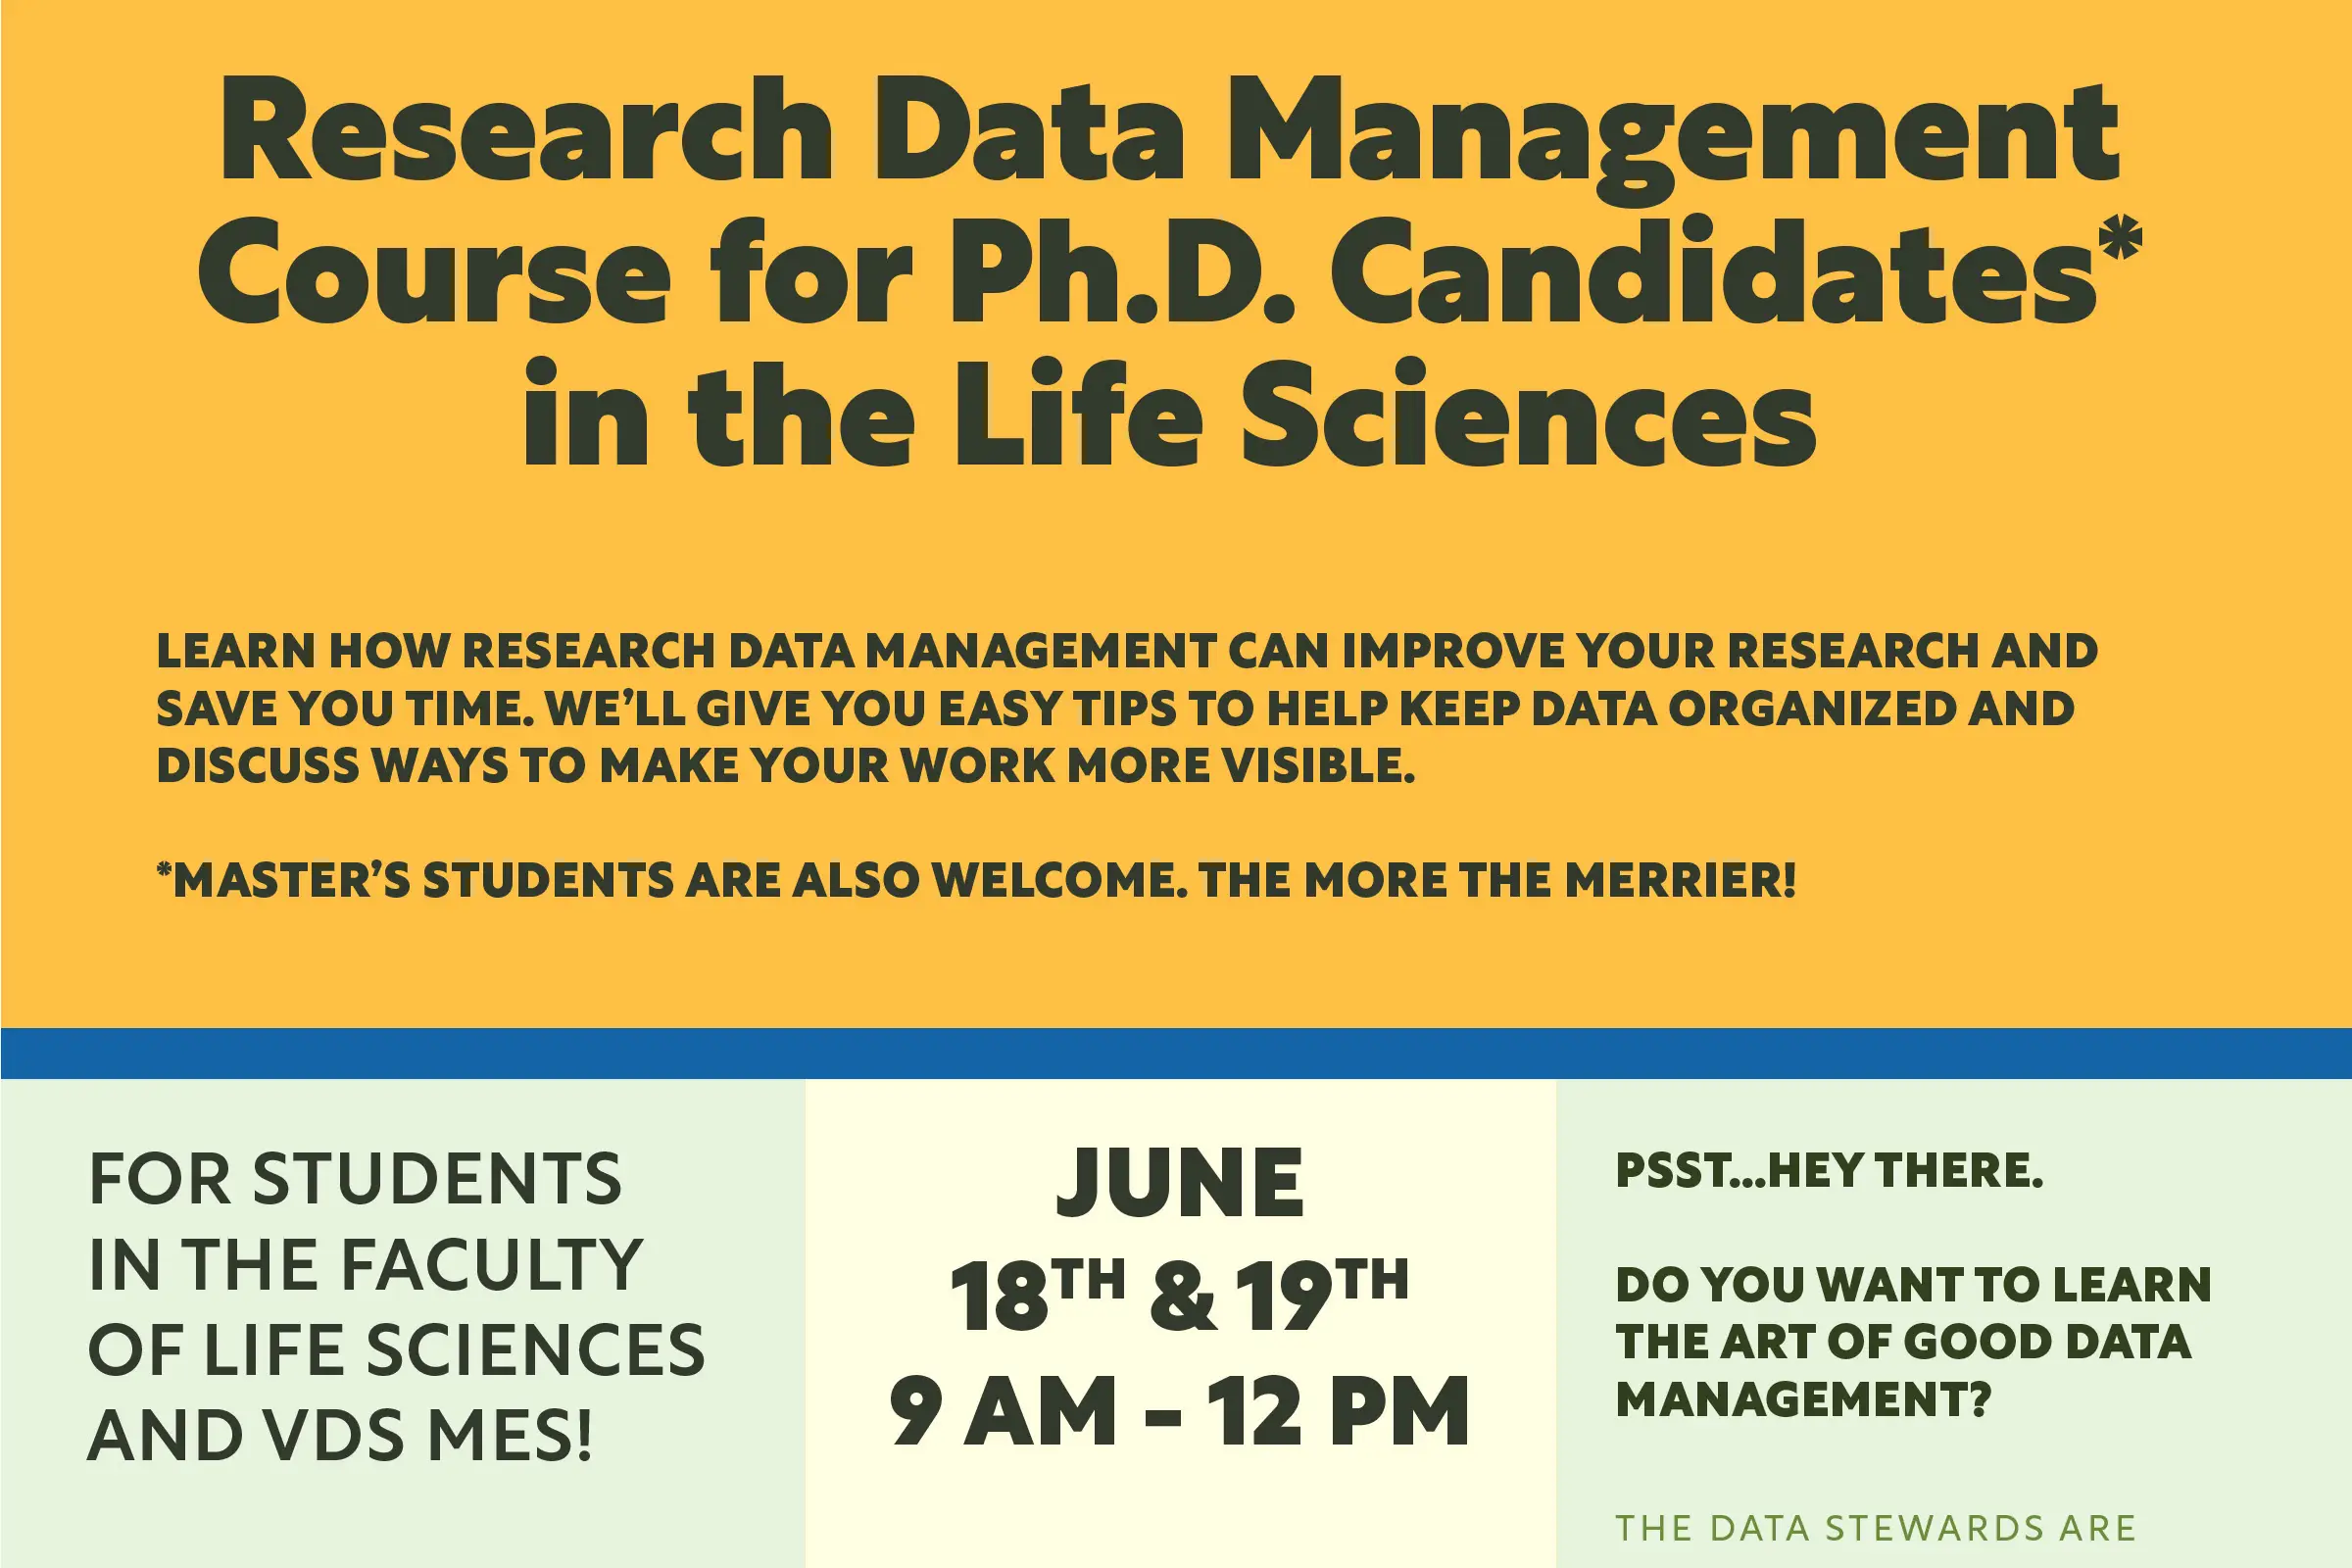 Research Data Management
Course for Ph.D. Candidates*
in the Life Sciences
LEARN HOW RESEARCH DATA MANAGEMENT CAN IMPROVE YOUR RESEARCH AND
SAVE YOU TIME. WE’LL GIVE YOU EASY TIPS TO HELP KEEP DATA ORGANIZED AND
DISCUSS WAYS TO MAKE YOUR WORK MORE VISIBLE.
*MASTER’S STUDENTS ARE ALSO WELCOME. THE MORE THE MERRIER!
FOR STUDENTS
IN THE FACULTY
OF LIFE SCIENCES
AND VDS MES!
JUNE
18TH & 19TH
9 AM – 12 PM
PSST...HEY THERE.
DO YOU WANT TO LEARN
THE ART OF GOOD DATA
MANAGEMENT?
THE DATA STEWARDS ARE